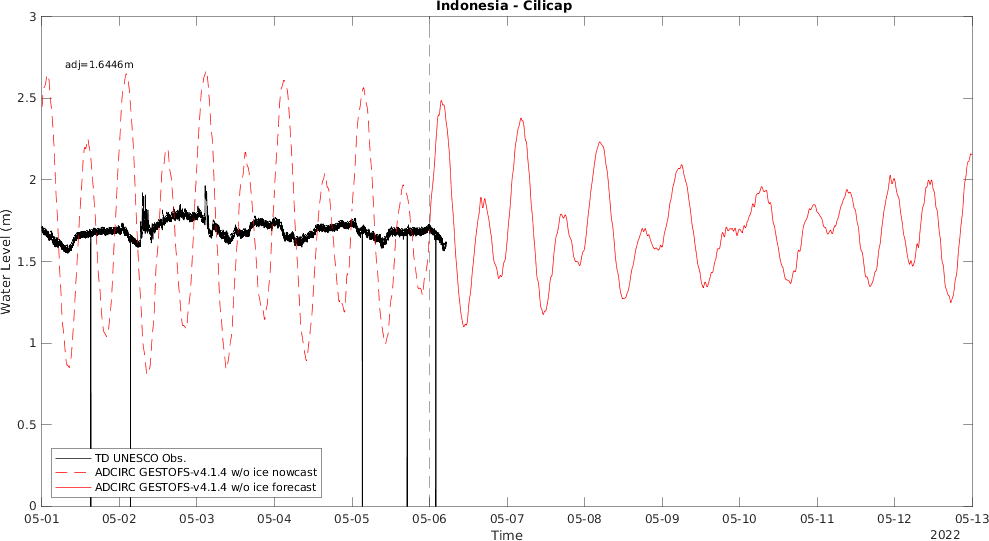 Indonesia - Cilicap
adj=1.6446m
3
2.5
2
1.5
1
0.5
0
Water Level (m)
TD UNESCO Obs.
ADCIRC GESTOFS-v4.1.4 w/o ice nowcast
ADCIRC GESTOFS-v4.1.4 w/o ice forecast
05-01 05-02 05-03 05-04 05-05 05-06 05-07 05-08 05-09 05-10 05-11 05-12 05-13
Time
2022